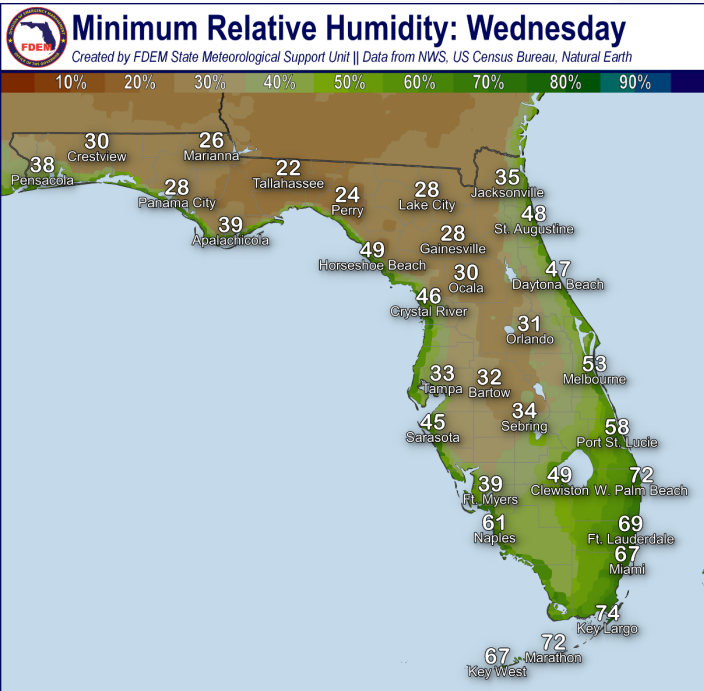 Minimum Relative Humidity: Wednesday
Created by FDEM State Meteorological Support Unit || Data from NWS, US Census Bureau, Natural Earth
FDEM
10% 20% 30% 40% 50% 60% 70% 80% 90%
30
Crestview
26
Marianna
38
Pensacola
22
Tallahassee
28
Panama City
24
Perry
28
Lake City
35
Jacksonville
39
Apalachicola
48
St. Augustine
28
Gainesville
49
Horseshoe Beach
30
Ocala
47
Daytona Beach
46
Crystal River
31
Orlando
53
Melbourne
33
Tampa
32
Bartow
34
Sebring
45
Sarasota
58
Port St. Lucie
39
Ft. Myers
49
Clewiston
72
W. Palm Beach
61
Naples
69
Ft. Lauderdale
67
Miami
74
Key Largo
72
Marathon
67
Key West